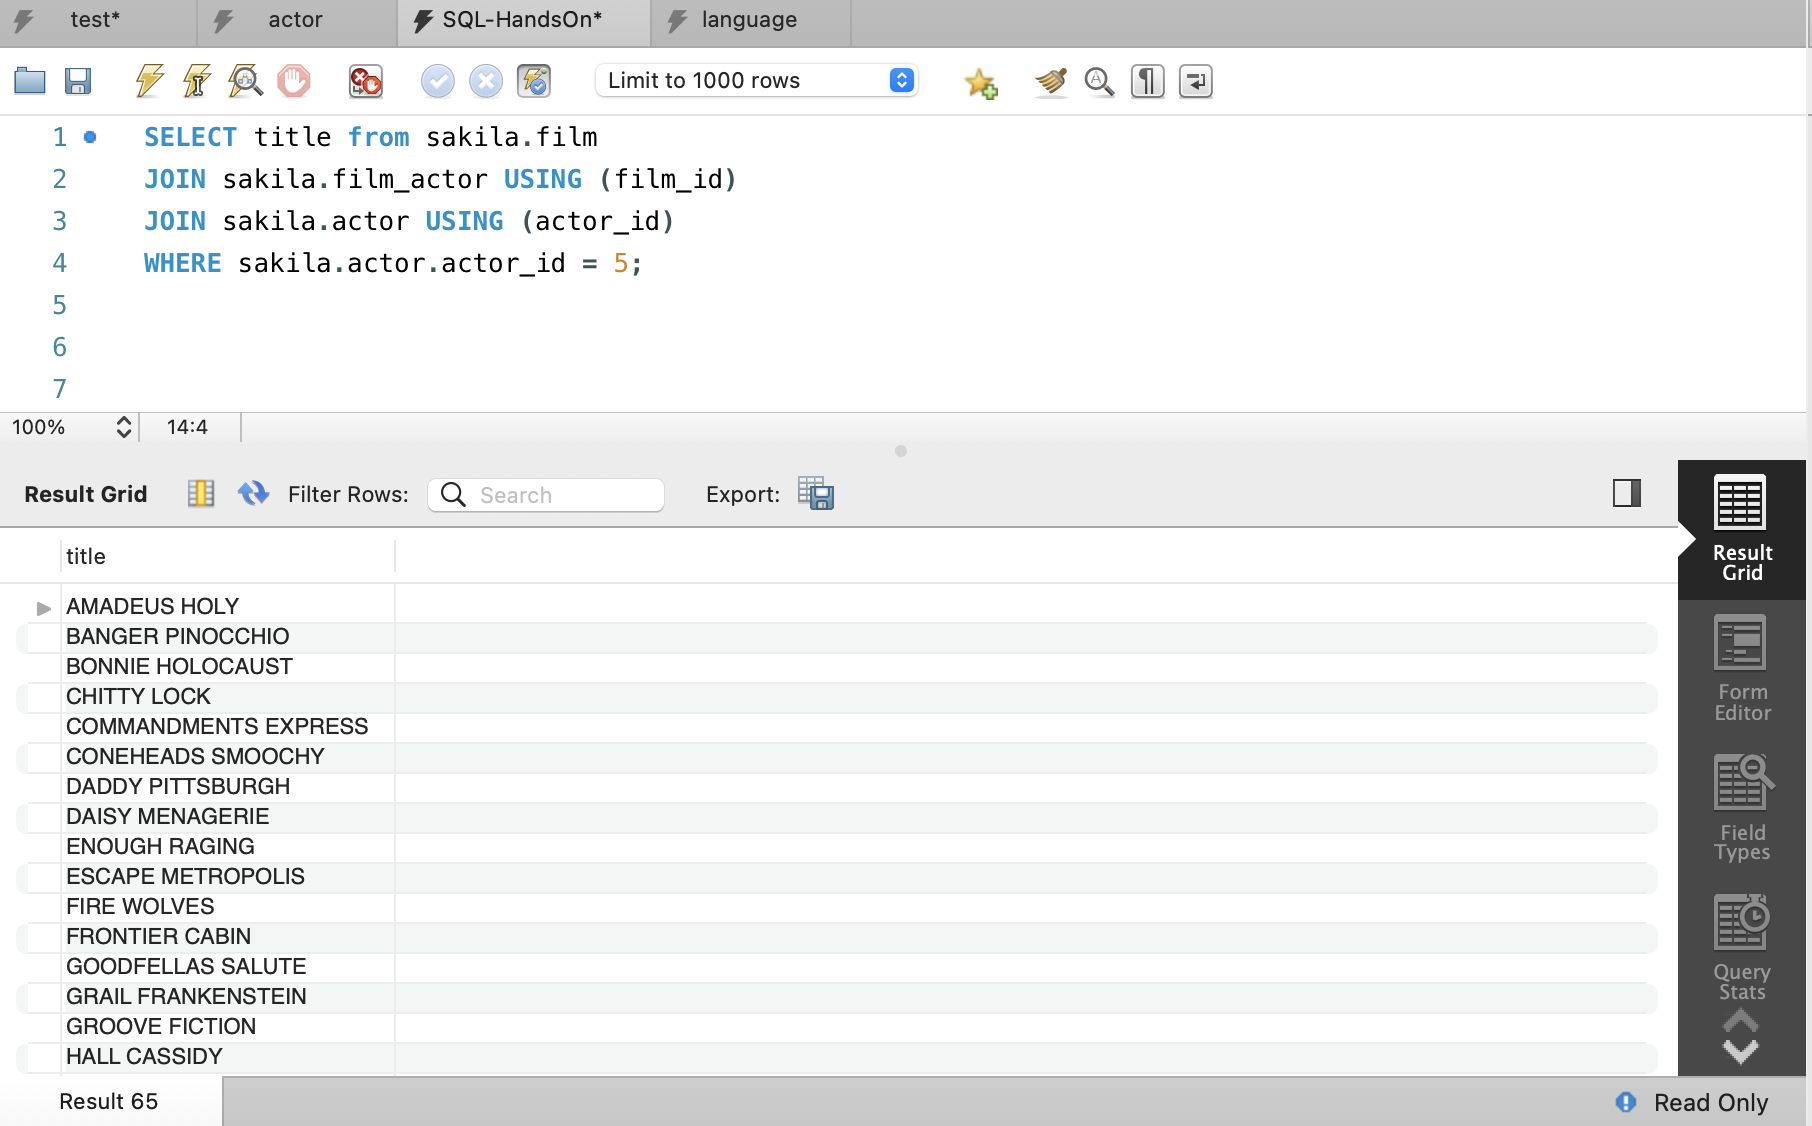 test*
actor
SQL-HandsOn*
language
Limit to 1000 rows
1 SELECT title from sakila.film
2 JOIN sakila.film_actor USING (film_id)
3 JOIN sakila.actor USING (actor_id)
4 WHERE sakila.actor.actor_id = 5;
5
6
7
100%
14:4
Result Grid
Filter Rows:
Search
Export:
title
AMADEUS HOLY
BANGER PINOCCHIO
BONNIE HOLOCAUST
CHITTY LOCK
COMMANDMENTS EXPRESS
CONEHEADS SMOOCHY
DADDY PITTSBURGH
DAISY MENAGERIE
ENOUGH RAGING
ESCAPE METROPOLIS
FIRE WOLVES
FRONTIER CABIN
GOODFELLAS SALUTE
GRAIL FRANKENSTEIN
GROOVE FICTION
HALL CASSIDY
Result
Grid
Form
Editor
Field
Types
Query
Stats
Result 65
Read Only